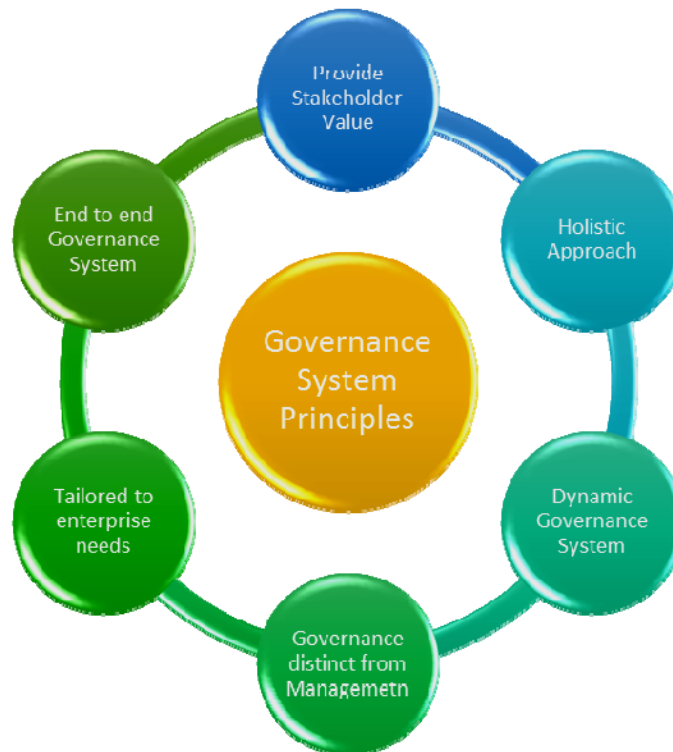 Provide
Stakeholder
Value
Holistic
Approach
Dynamic
Governance
System
Governance
distinct from
Managemetn
Tailored to
enterprise
needs
End to end
Governance
System
Governance
System
Principles